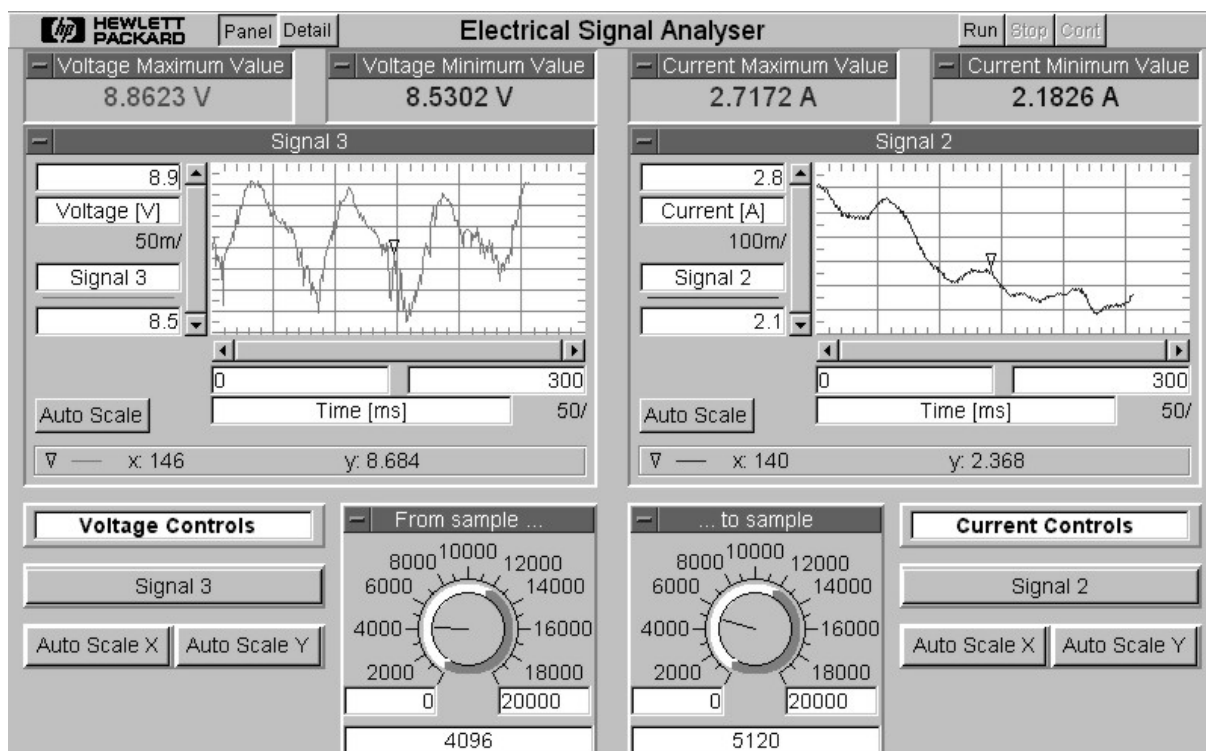 hp HEWLETT PACKARD Panel Detail Electrical Signal Analyser Run Stop Cont
Voltage Maximum Value
8.8623 V
Voltage Minimum Value
8.5302 V
Current Maximum Value
2.7172 A
Current Minimum Value
2.1826 A
Signal 3
8.9
Voltage [V]
50m/
Signal 3
8.5
0 300
Auto Scale Time [ms] 50/
x: 146 y: 8.684
Signal 2
2.8
Current [A]
100m/
Signal 2
2.1
0 300
Auto Scale Time [ms] 50/
x: 140 y: 2.368
Voltage Controls
Signal 3
Auto Scale X Auto Scale Y
From sample ...
10000
8000 12000
6000 14000
4000 16000
2000 18000
0 20000
4096
... to sample
10000
8000 12000
6000 14000
4000 16000
2000 18000
0 20000
5120
Current Controls
Signal 2
Auto Scale X Auto Scale Y